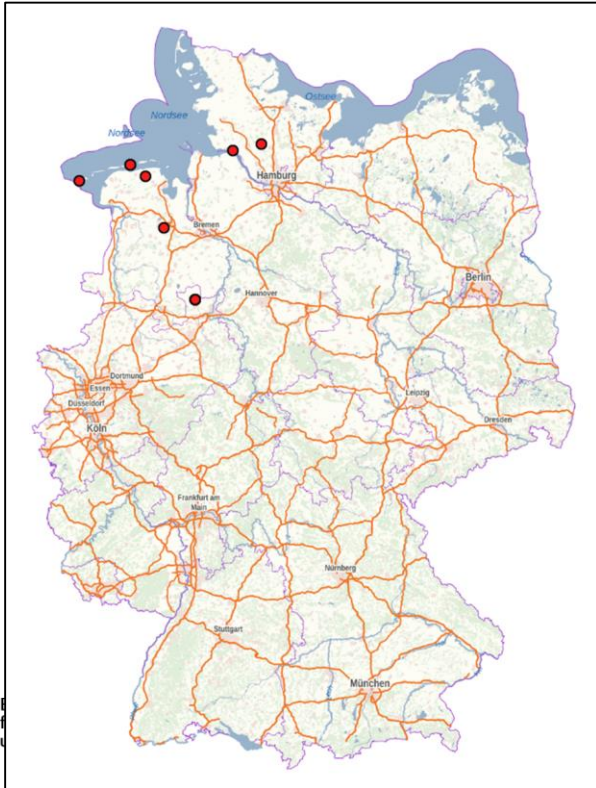 Ostsee
Nordsee
Nordsee
Hamburg
Bremen
Berlin
Hannover
Dortmund
Essen
Düsseldorf
Leipzig
Köln
Dresden
Frankfurt am
Main
Nürnberg
Stuttgart
München